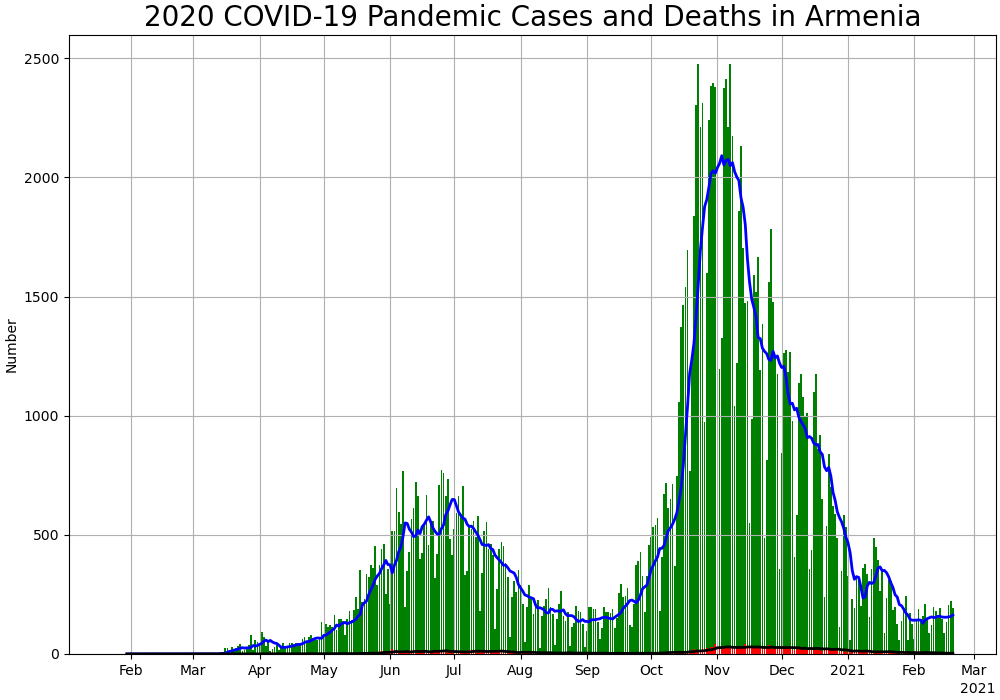 2020 COVID-19 Pandemic Cases and Deaths in Armenia
2500
2000
1500
1000
500
0
Number
Feb Mar Apr May Jun Jul Aug Sep Oct Nov Dec 2021 Feb Mar
2021